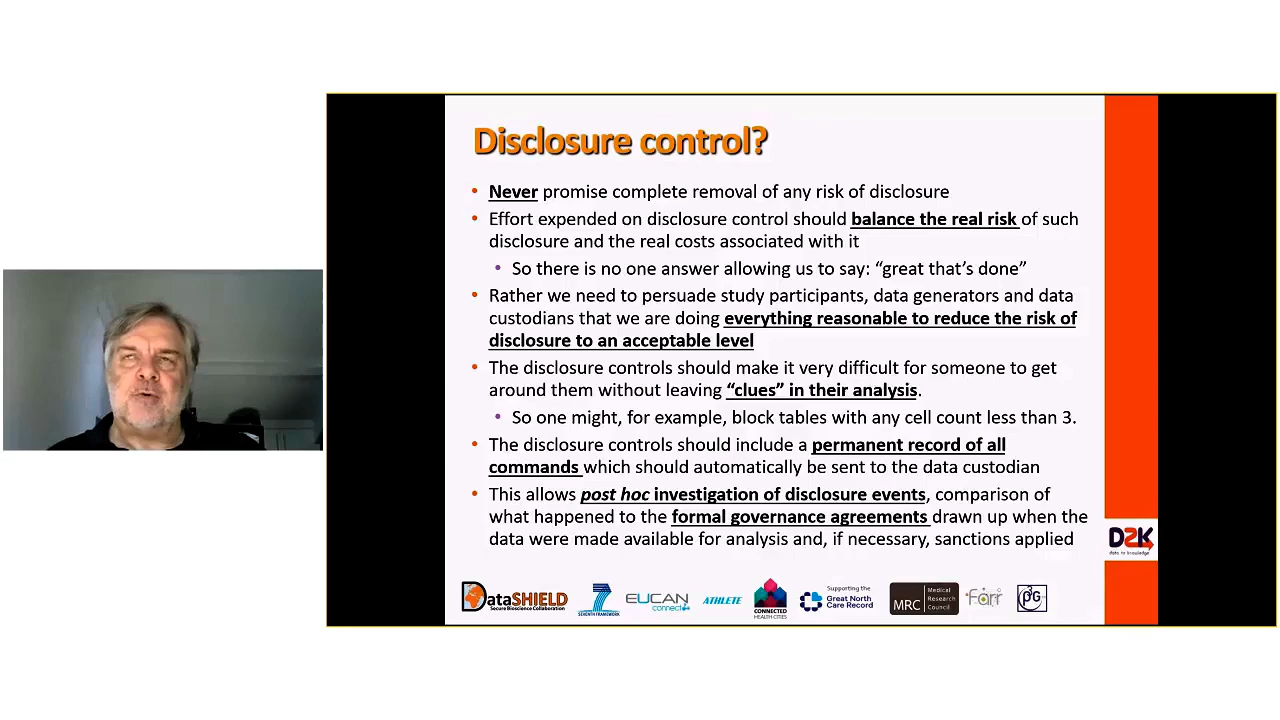 Disclosure control?
• Never promise complete removal of any risk of disclosure
• Effort expended on disclosure control should balance the real risk of such
disclosure and the real costs associated with it
• So there is no one answer allowing us to say: “great that’s done”
• Rather we need to persuade study participants, data generators and data
custodians that we are doing everything reasonable to reduce the risk of
disclosure to an acceptable level
• The disclosure controls should make it very difficult for someone to get
around them without leaving “clues” in their analysis.
• So one might, for example, block tables with any cell count less than 3.
• The disclosure controls should include a permanent record of all
commands which should automatically be sent to the data custodian
• This allows post hoc investigation of disclosure events, comparison of
what happened to the formal governance agreements drawn up when the
data were made available for analysis and, if necessary, sanctions applied
D2K
data to knowledge
DataSHIELD
Secure Bioscience Collaboration
7
SEVENTH FRAMEWORK
EUCAN
connect
ATHLETE
CONNECTED
HEALTH CITIES
Supporting the
Great North
Care Record
MRC
Medical
Research
Council
Farr
P3G